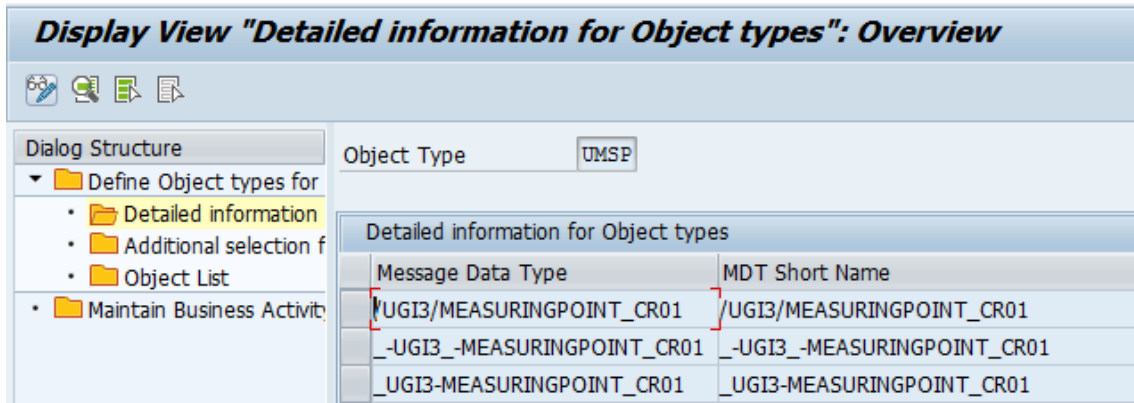 Display View "Detailed information for Object types": Overview
Dialog Structure
Define Object types for
Detailed information
Additional selection f
Object List
Maintain Business Activity
Object Type UMSP
Detailed information for Object types
Message Data Type MDT Short Name
/UGI3/MEASURINGPOINT_CR01 /UGI3/MEASURINGPOINT_CR01
_-UGI3_-MEASURINGPOINT_CR01 _-UGI3_-MEASURINGPOINT_CR01
_UGI3-MEASURINGPOINT_CR01 _UGI3-MEASURINGPOINT_CR01